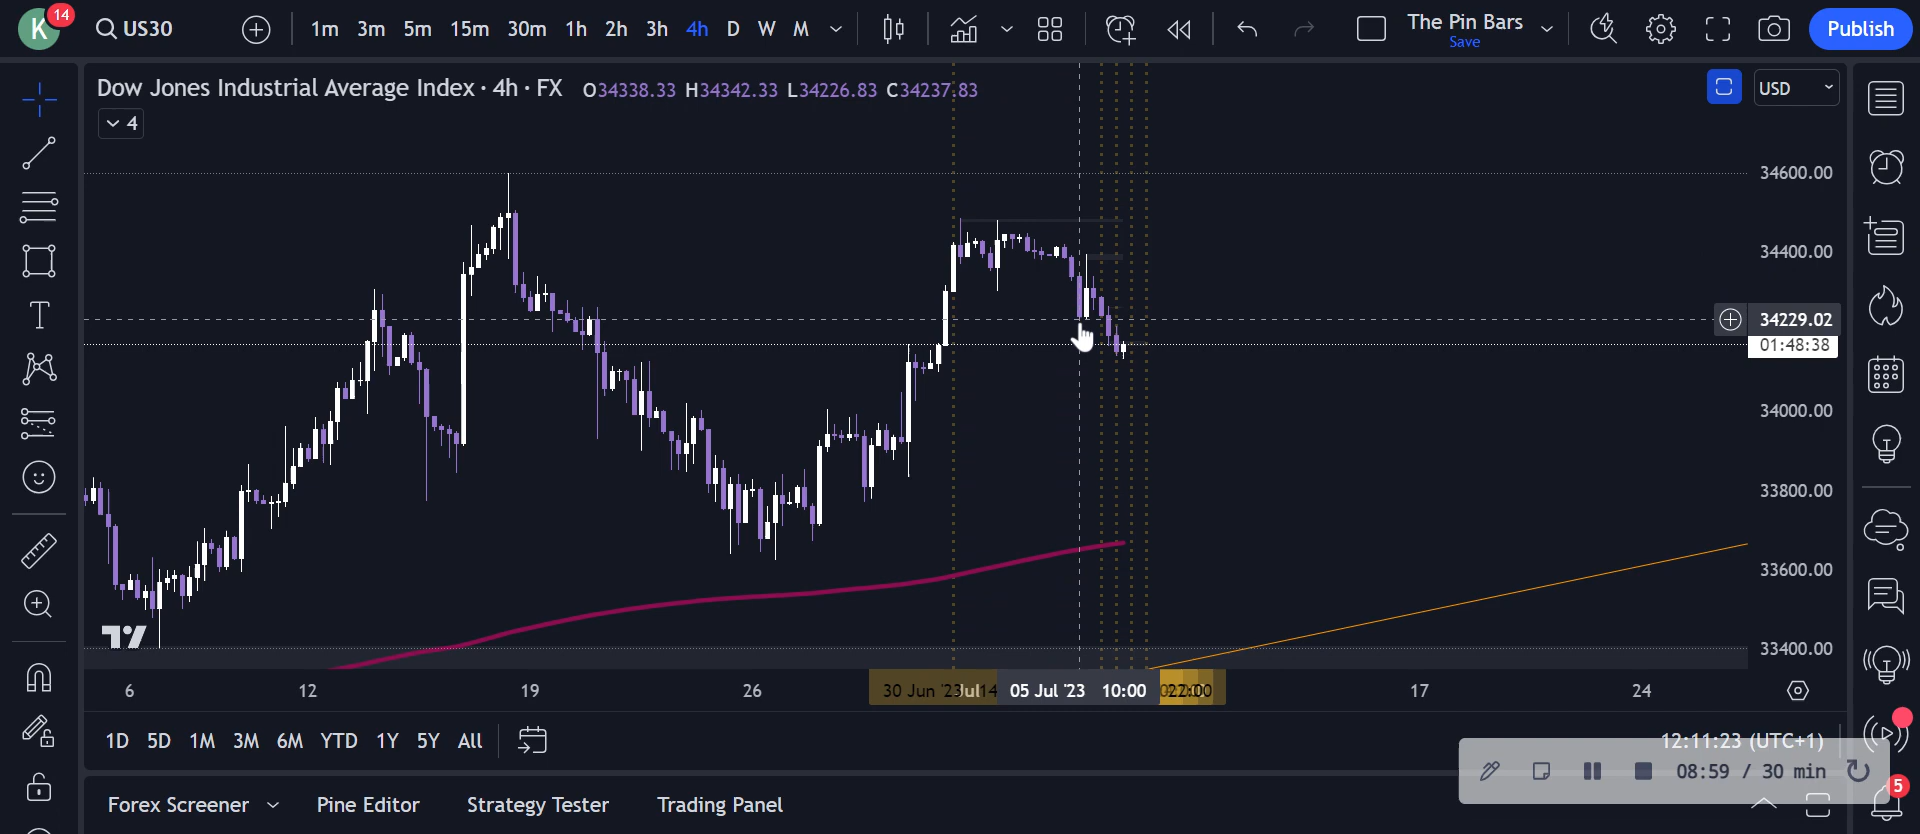 K
14
US30
1m 3m 5m 15m 30m 1h 2h 3h 4h D W M
The Pin Bars
Save
Publish
Dow Jones Industrial Average Index · 4h · FX O34338.33 H34342.33 L34226.83 C34237.83
USD
4
34600.00
34400.00
34229.02
01:48:38
34000.00
33800.00
33600.00
33400.00
6 12 19 26 30 Jun '23 Jul 14 05 Jul '23 10:00 22:00 17 24
1D 5D 1M 3M 6M YTD 1Y 5Y All
12:11:23 (UTC+1)
08:59 / 30 min
Forex Screener Pine Editor Strategy Tester Trading Panel
5